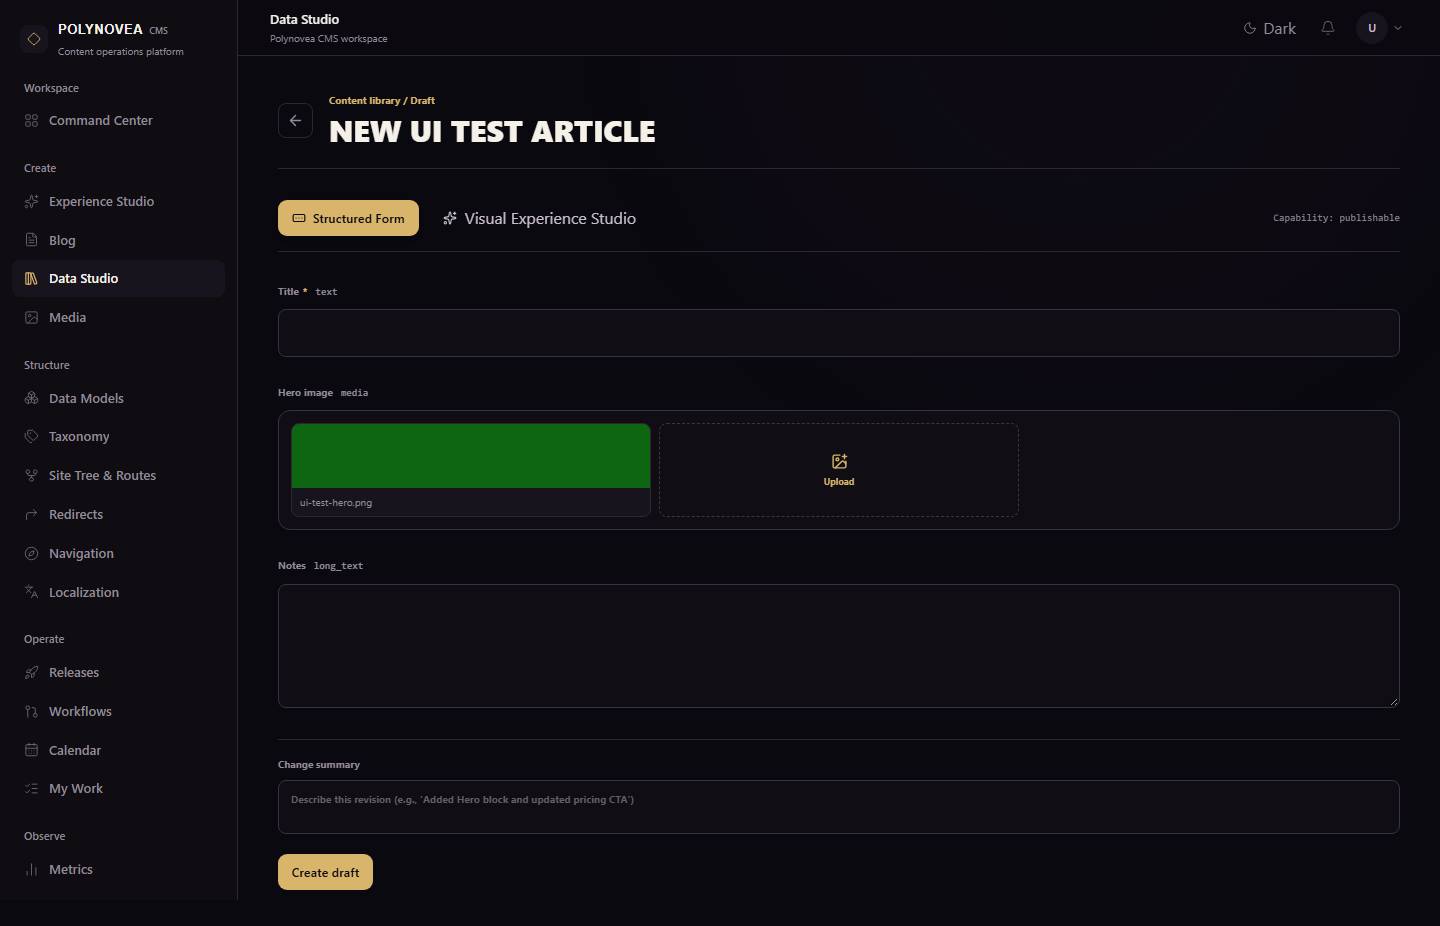 POLYNOVEA CMS
Content operations platform
Workspace
Command Center
Create
Experience Studio
Blog
Data Studio
Media
Structure
Data Models
Taxonomy
Site Tree & Routes
Redirects
Navigation
Localization
Operate
Releases
Workflows
Calendar
My Work
Observe
Metrics
Data Studio
Polynovea CMS workspace
Dark
U
Content library / Draft
NEW UI TEST ARTICLE
Structured Form
Visual Experience Studio
Capability: publishable
Title * text
Hero image media
ui-test-hero.png
Upload
Notes long_text
Change summary
Describe this revision (e.g., 'Added Hero block and updated pricing CTA')
Create draft